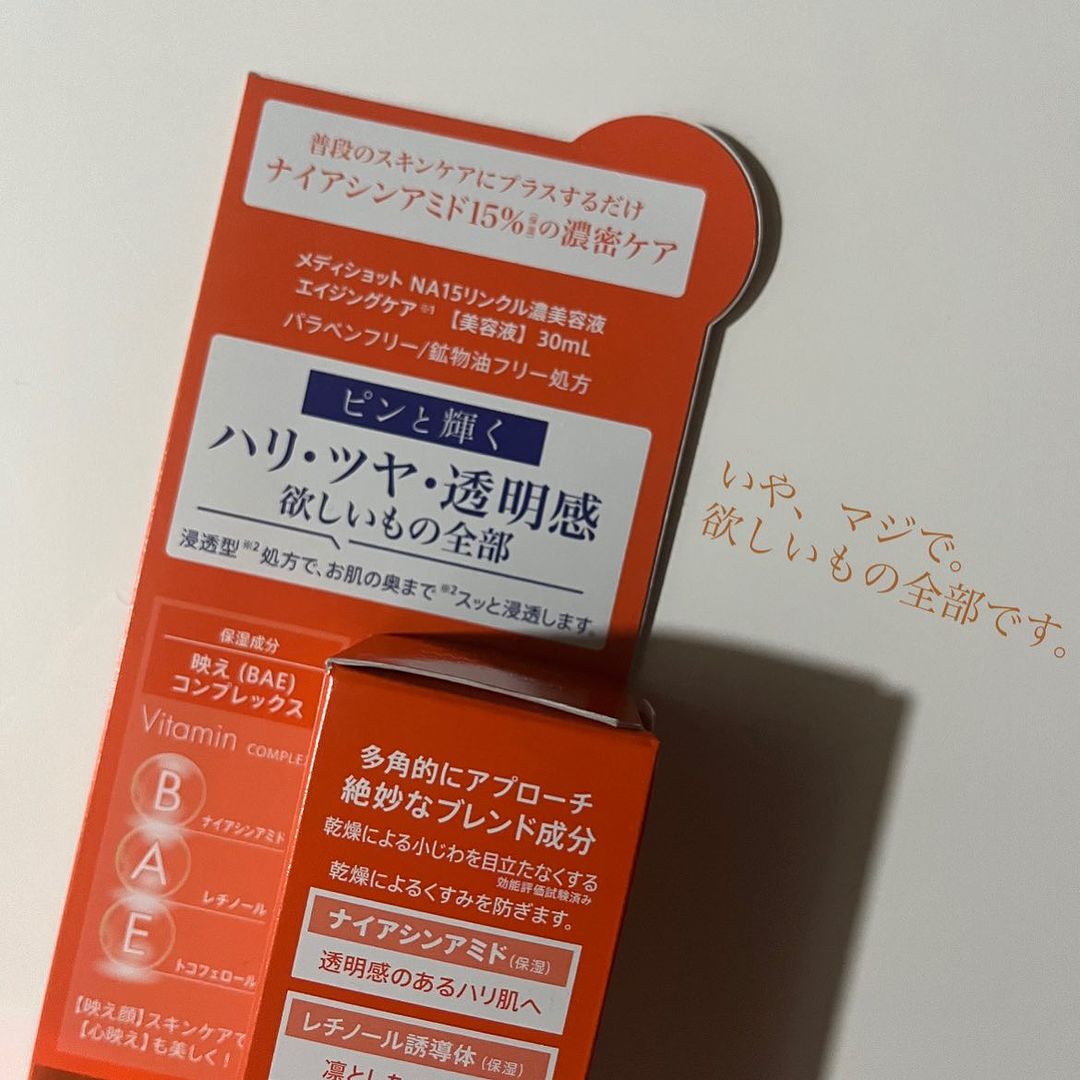 普段のスキンケアにプラスするだけ
ナイアシンアミド15%(保湿)の濃密ケア
メディショット NA15リンクル濃美容液
エイジングケア※1 【美容液】 30mL
パラベンフリー/鉱物油フリー処方
ピンと輝く
ハリ・ツヤ・透明感
欲しいもの全部
浸透型※2処方で、お肌の奥まで※2スッと浸透します。
いや、マジで。
欲しいもの全部です。
保湿成分
映え (BAE)
コンプレックス
Vitamin COMPLE
B
ナイアシンアミド
A
レチノール
E
トコフェロール
【映え顔】スキンケアで
【心映え】も美しく!
多角的にアプローチ
絶妙なブレンド成分
乾燥による小じわを目立たなくする
効能評価試験済み
乾燥によるくすみを防ぎます。
ナイアシンアミド(保湿)
透明感のあるハリ肌へ
レチノール誘導体(保湿)
凛とした